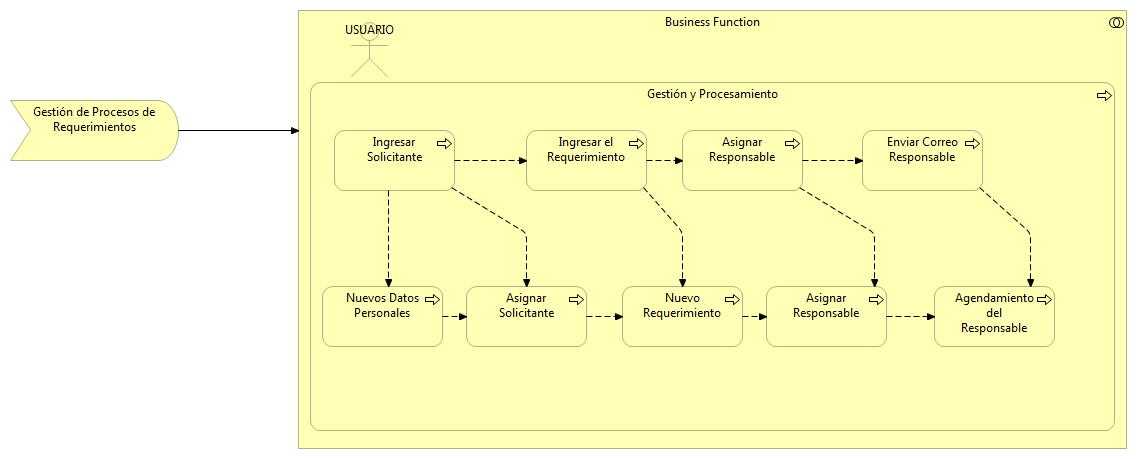 Business Function
USUARIO
Gestión y Procesamiento
Gestión de Procesos de
Requerimientos
Ingresar
Solicitante
Ingresar el
Requerimiento
Asignar
Responsable
Enviar Correo
Responsable
Nuevos Datos
Personales
Asignar
Solicitante
Nuevo
Requerimiento
Asignar
Responsable
Agendamiento
del
Responsable